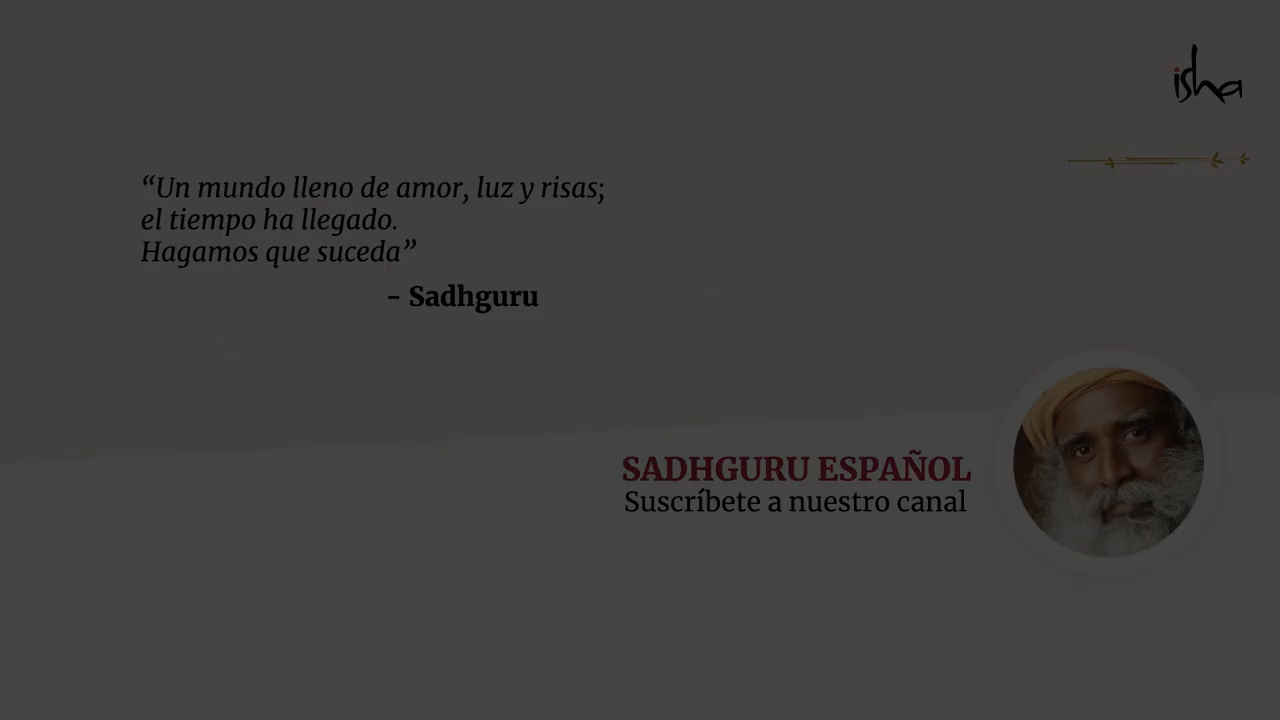 isha
“Un mundo lleno de amor, luz y risas;
el tiempo ha llegado.
Hagamos que suceda”
- Sadhguru
SADHGURU ESPAÑOL
Suscríbete a nuestro canal